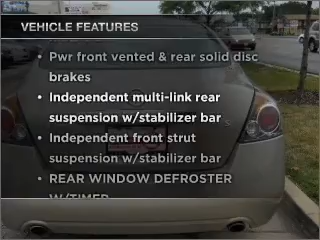 VEHICLE FEATURES
• Pwr front vented & rear solid disc
brakes
• Independent multi-link rear
suspension w/stabilizer bar
• Independent front strut
suspension w/stabilizer bar
• REAR WINDOW DEFROSTER
W/TIMER